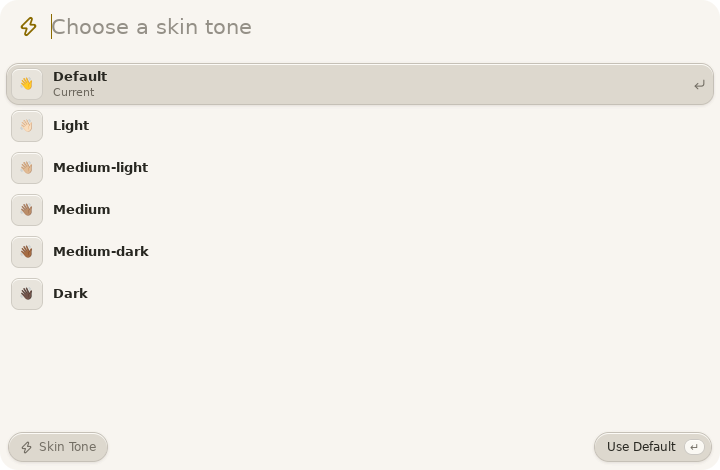 Choose a skin tone
Default
Current
Light
Medium-light
Medium
Medium-dark
Dark
Skin Tone
Use Default